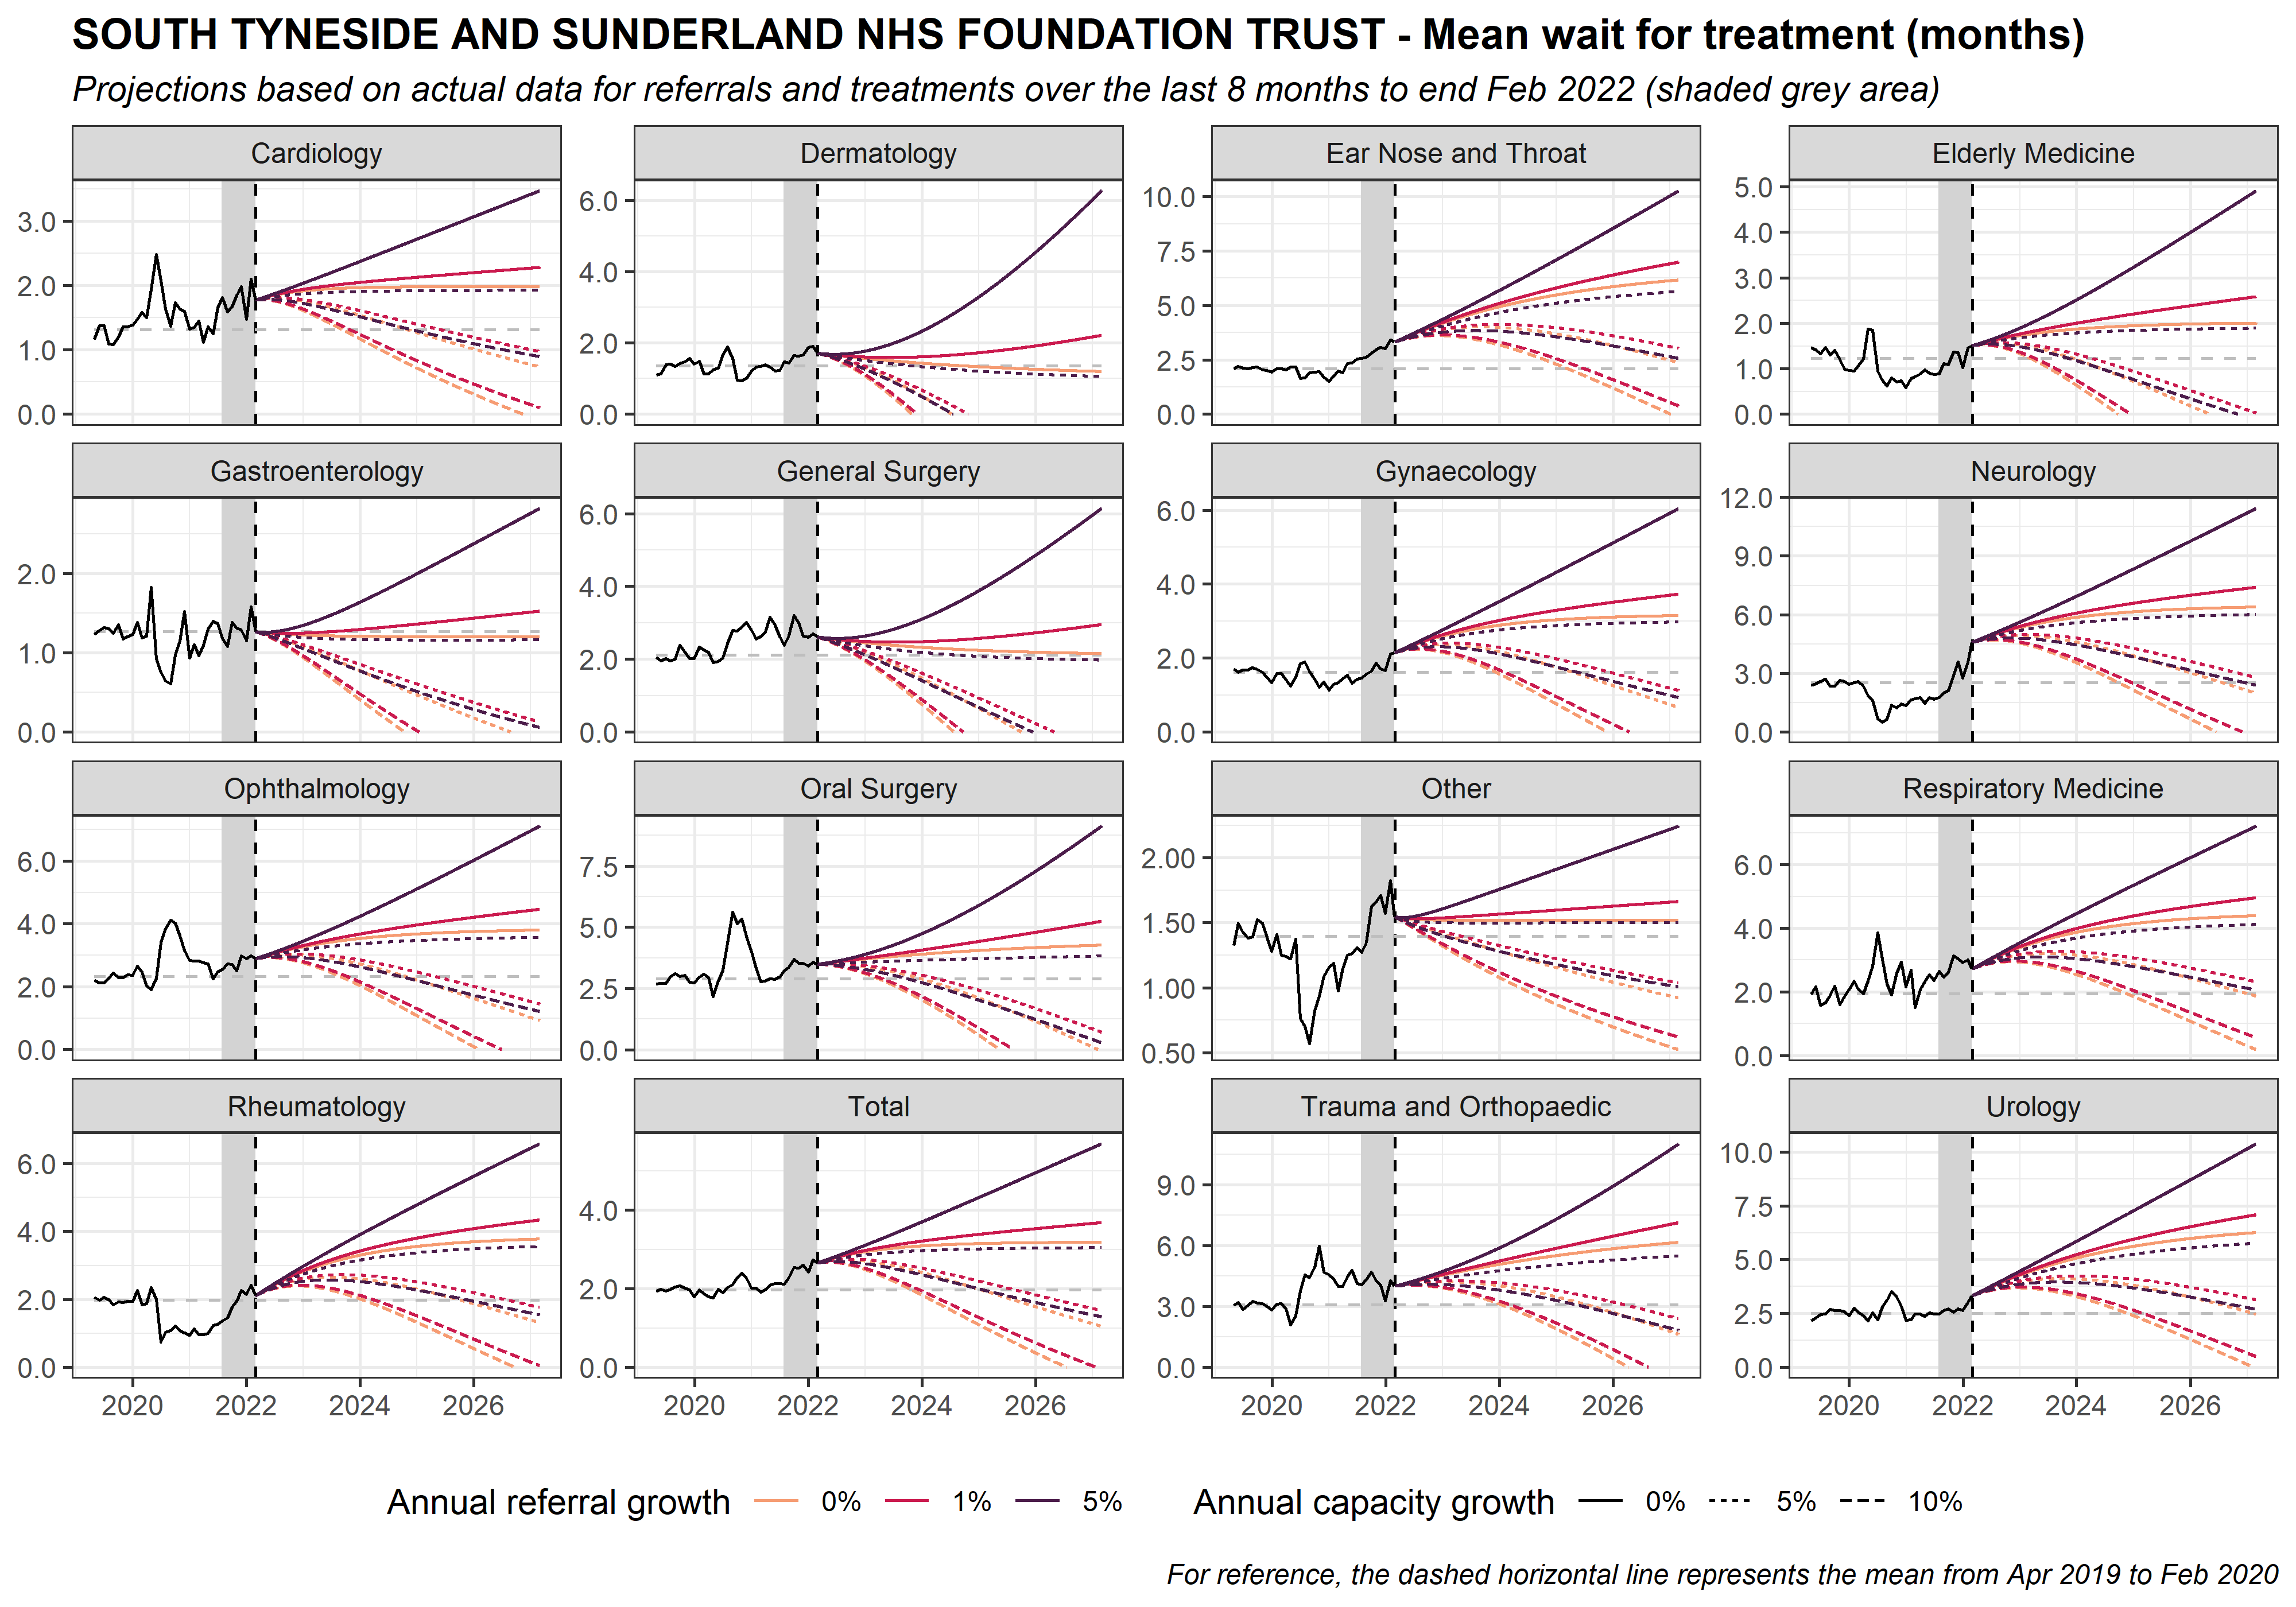 SOUTH TYNESIDE AND SUNDERLAND NHS FOUNDATION TRUST - Mean wait for treatment (months)
Projections based on actual data for referrals and treatments over the last 8 months to end Feb 2022 (shaded grey area)
Cardiology
Dermatology
Ear Nose and Throat
Elderly Medicine
3.0
2.0
1.0
0.0
6.0
4.0
2.0
0.0
10.0
7.5
5.0
2.5
0.0
5.0
4.0
3.0
2.0
1.0
0.0
Gastroenterology
General Surgery
Gynaecology
Neurology
2.0
1.0
0.0
6.0
4.0
2.0
0.0
6.0
4.0
2.0
0.0
12.0
9.0
6.0
3.0
0.0
Ophthalmology
Oral Surgery
Other
Respiratory Medicine
6.0
4.0
2.0
0.0
7.5
5.0
2.5
0.0
2.00
1.50
1.00
0.50
6.0
4.0
2.0
0.0
Rheumatology
Total
Trauma and Orthopaedic
Urology
6.0
4.0
2.0
0.0
4.0
2.0
0.0
9.0
6.0
3.0
0.0
10.0
7.5
5.0
2.5
0.0
2020 2022 2024 2026
2020 2022 2024 2026
2020 2022 2024 2026
2020 2022 2024 2026
Annual referral growth 0% 1% 5%
Annual capacity growth 0% 5% 10%
For reference, the dashed horizontal line represents the mean from Apr 2019 to Feb 2020